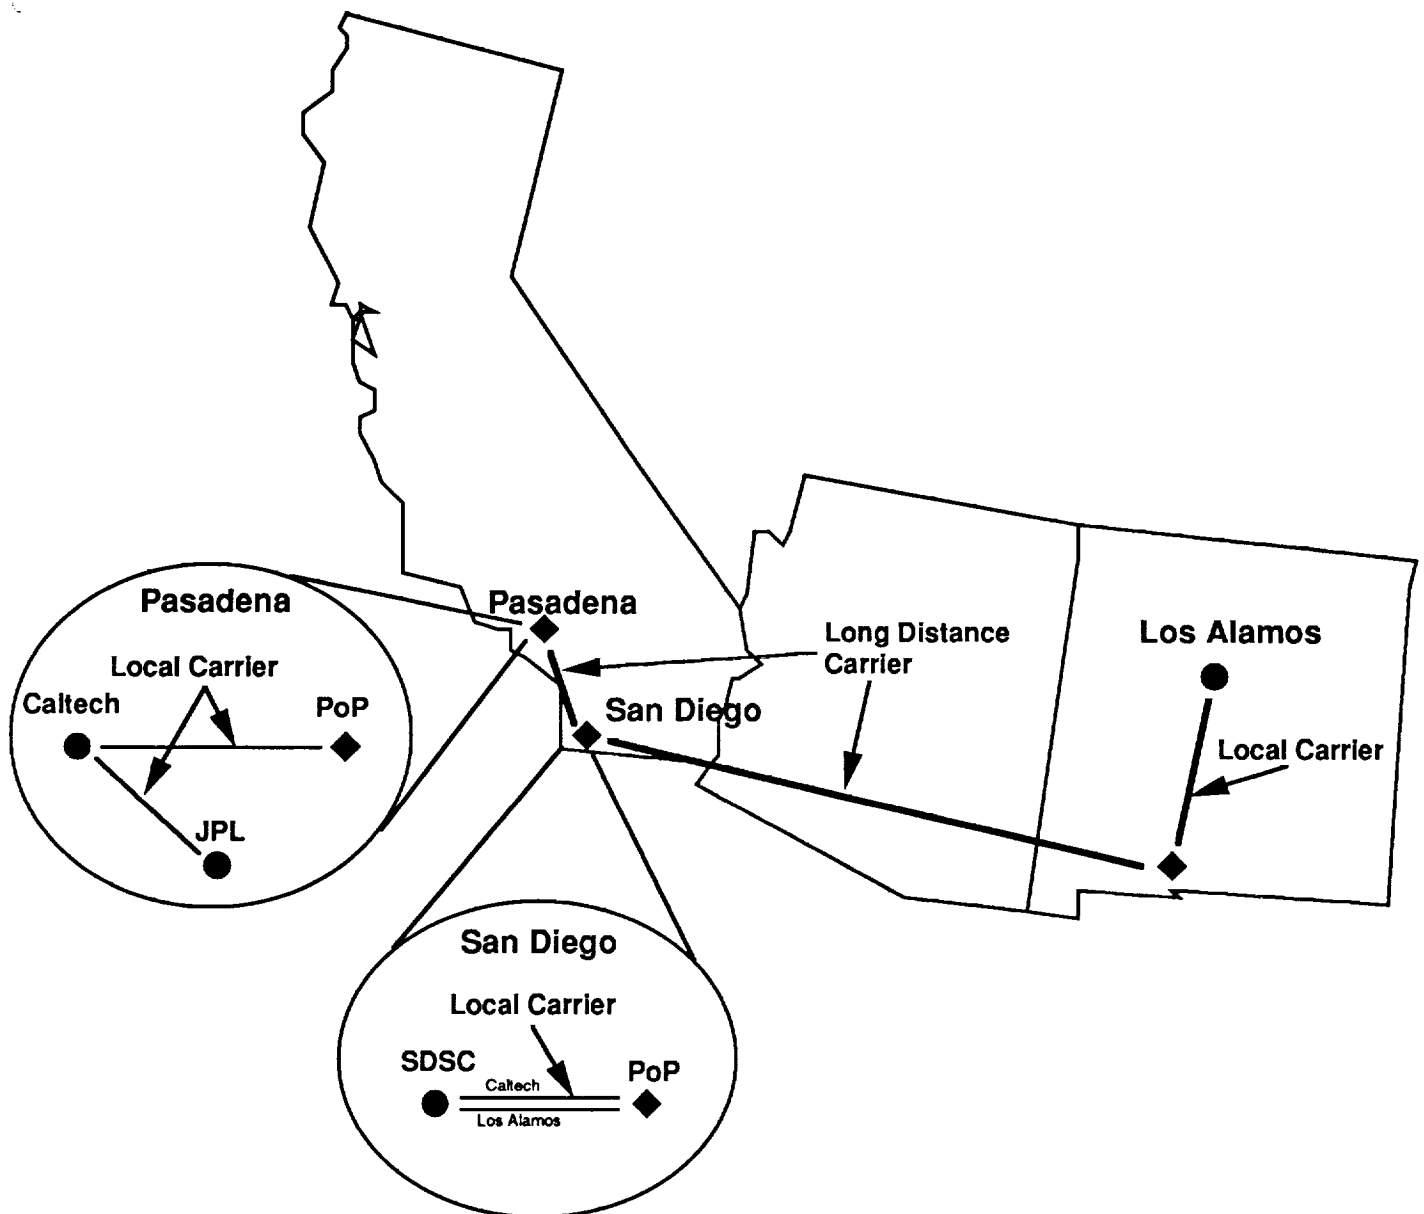 Pasadena
Local Carrier
Caltech
PoP
JPL
Pasadena
San Diego
Long Distance
Carrier
Los Alamos
Local Carrier
San Diego
Local Carrier
SDSC
PoP
Caltech
Los Alamos